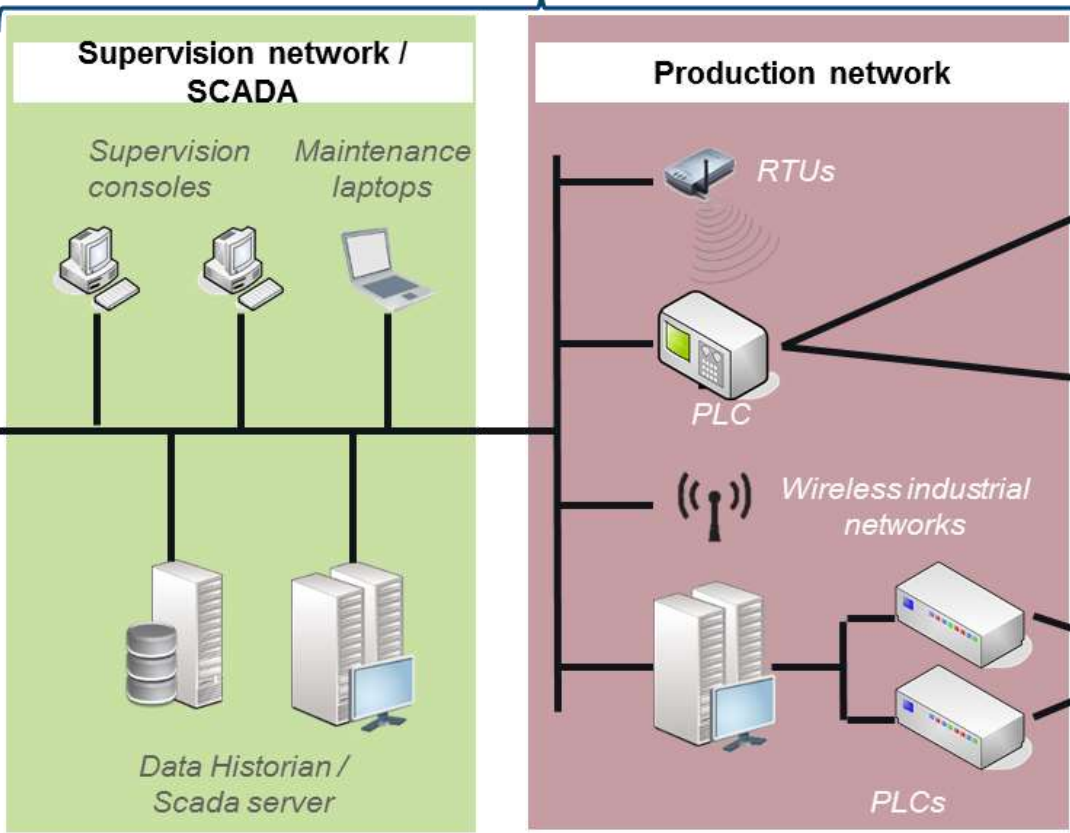 Supervision network /
SCADA
Production network
Supervision
consoles
Maintenance
laptops
RTUs
PLC
Wireless industrial
networks
Data Historian /
Scada server
PLCs